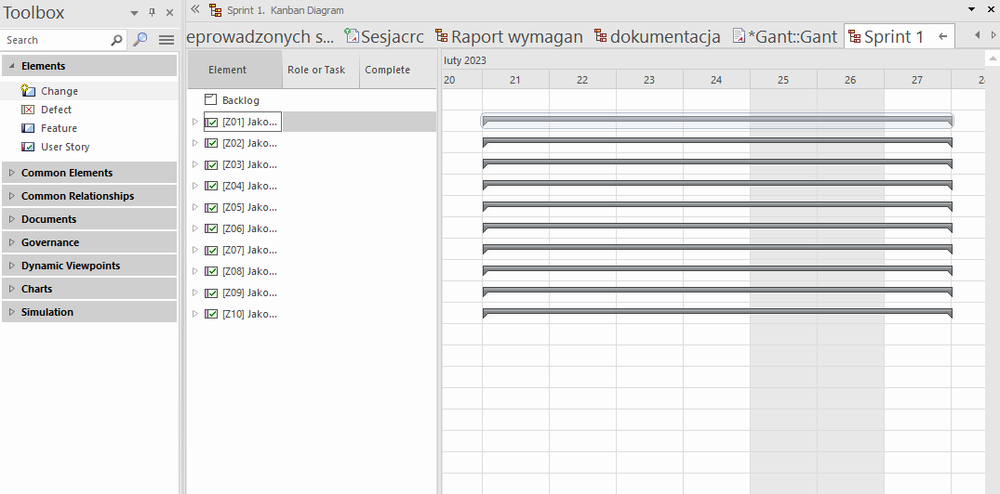 Toolbox
Search
Elements
Change
Defect
Feature
User Story
Common Elements
Common Relationships
Documents
Governance
Dynamic Viewpoints
Charts
Simulation
Sprint 1. Kanban Diagram
eprowadzonych s... Sesjacrc Raport wymagan dokumentacja *Gant::Gant Sprint 1
Element Role or Task Complete
luty 2023
20 21 22 23 24 25 26 27 28
Backlog
[Z01] Jako...
[Z02] Jako...
[Z03] Jako...
[Z04] Jako...
[Z05] Jako...
[Z06] Jako...
[Z07] Jako...
[Z08] Jako...
[Z09] Jako...
[Z10] Jako...